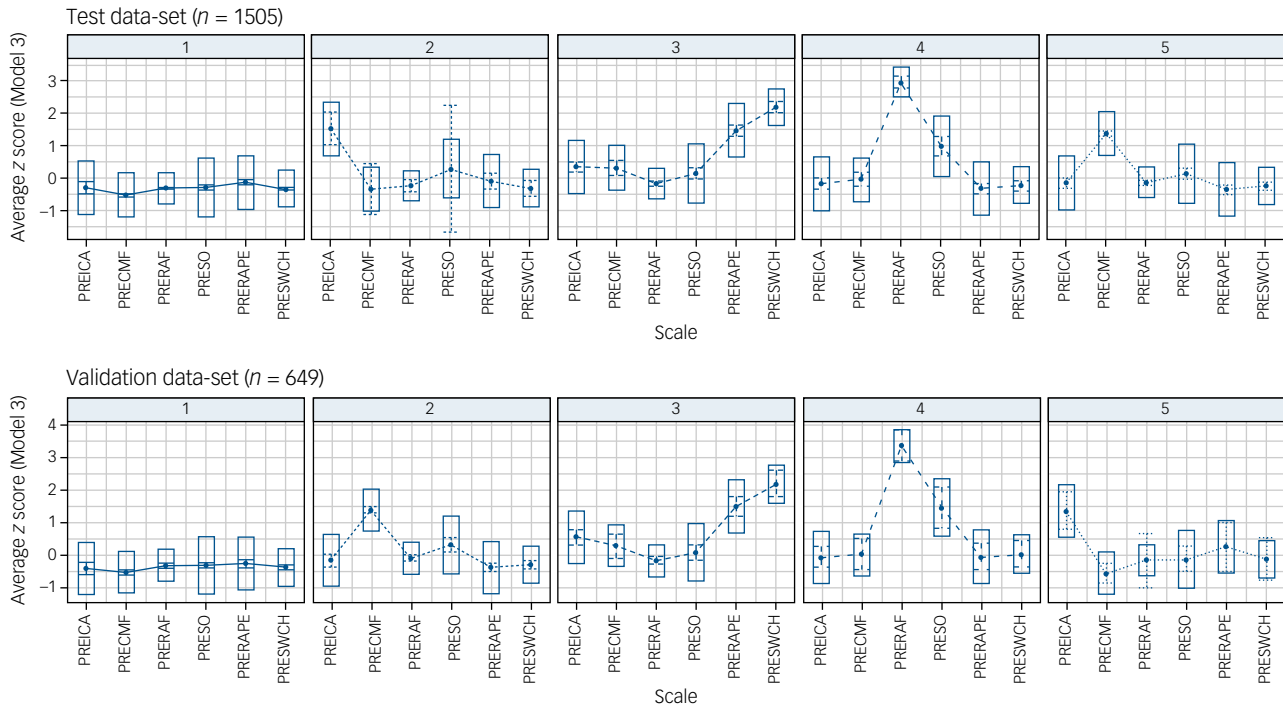 Test data-set (n = 1505)
Average z score (Model 3)
1 2 3 4 5
3
2
1
0
−1
PREICA PRECMF PRERAF PRESO PRERAPE PRESWCH PREICA PRECMF PRERAF PRESO PRERAPE PRESWCH PREICA PRECMF PRERAF PRESO PRERAPE PRESWCH PREICA PRECMF PRERAF PRESO PRERAPE PRESWCH PREICA PRECMF PRERAF PRESO PRERAPE PRESWCH
Scale
Validation data-set (n = 649)
Average z score (Model 3)
1 2 3 4 5
4
3
2
1
0
−1
PREICA PRECMF PRERAF PRESO PRERAPE PRESWCH PREICA PRECMF PRERAF PRESO PRERAPE PRESWCH PREICA PRECMF PRERAF PRESO PRERAPE PRESWCH PREICA PRECMF PRERAF PRESO PRERAPE PRESWCH PREICA PRECMF PRERAF PRESO PRERAPE PRESWCH
Scale